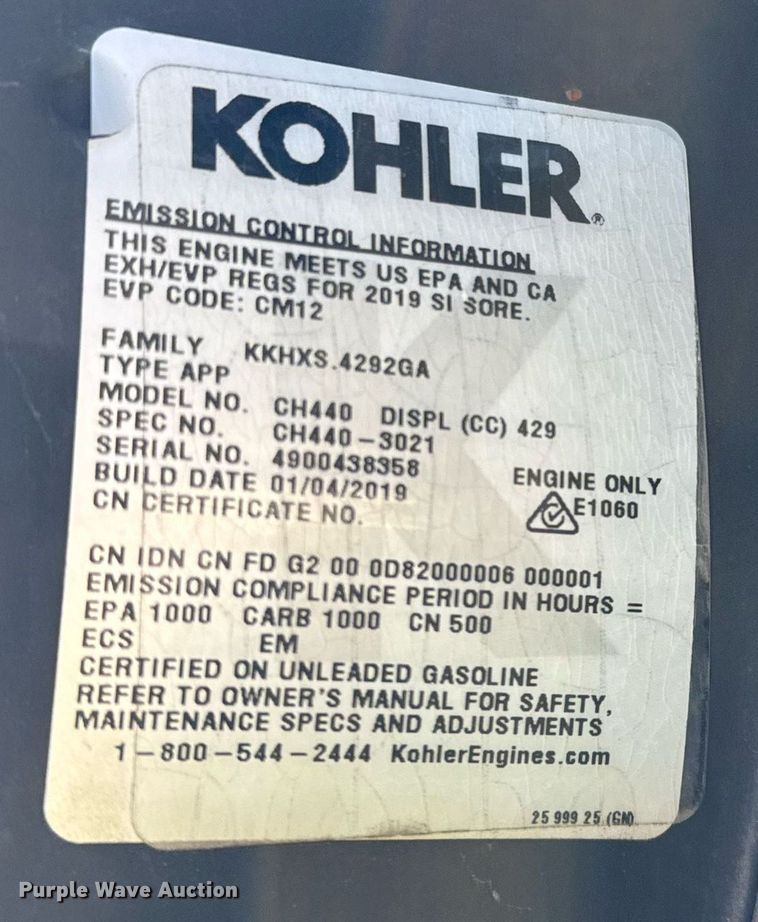 KOHLER®
EMISSION CONTROL INFORMATION
THIS ENGINE MEETS US EPA AND CA
EXH/EVP REGS FOR 2019 SI SORE.
EVP CODE: CM12
FAMILY KKHXS.4292GA
TYPE APP
MODEL NO. CH440 DISPL (CC) 429
SPEC NO. CH440-3021
SERIAL NO. 4900438358
BUILD DATE 01/04/2019
CN CERTIFICATE NO.
ENGINE ONLY
E1060
CN IDN CN FD G2 00 0D82000006 000001
EMISSION COMPLIANCE PERIOD IN HOURS =
EPA 1000 CARB 1000 CN 500
ECS EM
CERTIFIED ON UNLEADED GASOLINE
REFER TO OWNER'S MANUAL FOR SAFETY,
MAINTENANCE SPECS AND ADJUSTMENTS
1-800-544-2444 KohlerEngines.com
25 999 25 (GM)
Purple Wave Auction